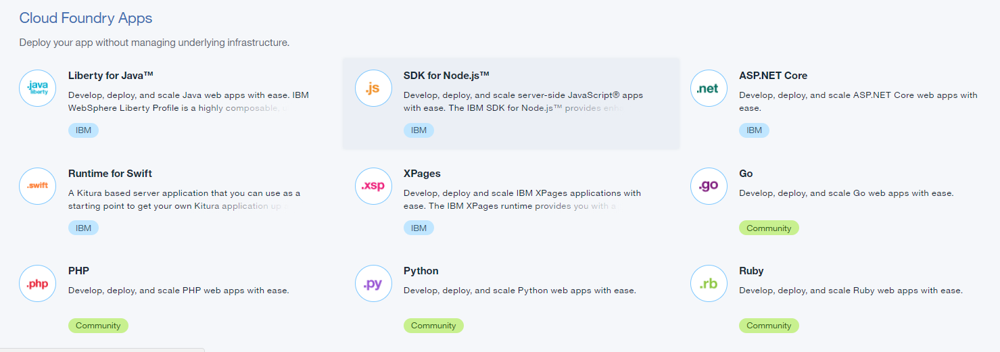 Cloud Foundry Apps
Deploy your app without managing underlying infrastructure.
.java
liberty
Liberty for Java™
Develop, deploy, and scale Java web apps with ease. IBM
WebSphere Liberty Profile is a highly composable,
IBM
.js
SDK for Node.js™
Develop, deploy, and scale server-side JavaScript® apps
with ease. The IBM SDK for Node.js™ provides enh
IBM
.net
ASP.NET Core
Develop, deploy, and scale ASP.NET Core web apps with
ease.
IBM
.swift
Runtime for Swift
A Kitura based server application that you can use as a
starting point to get your own Kitura application up
IBM
.xsp
XPages
Develop, deploy and scale IBM XPages applications with
ease. The IBM XPages runtime provides you with a
IBM
.go
Go
Develop, deploy, and scale Go web apps with ease.
Community
.php
PHP
Develop, deploy, and scale PHP web apps with ease.
Community
.py
Python
Develop, deploy, and scale Python web apps with ease.
Community
.rb
Ruby
Develop, deploy, and scale Ruby web apps with ease.
Community